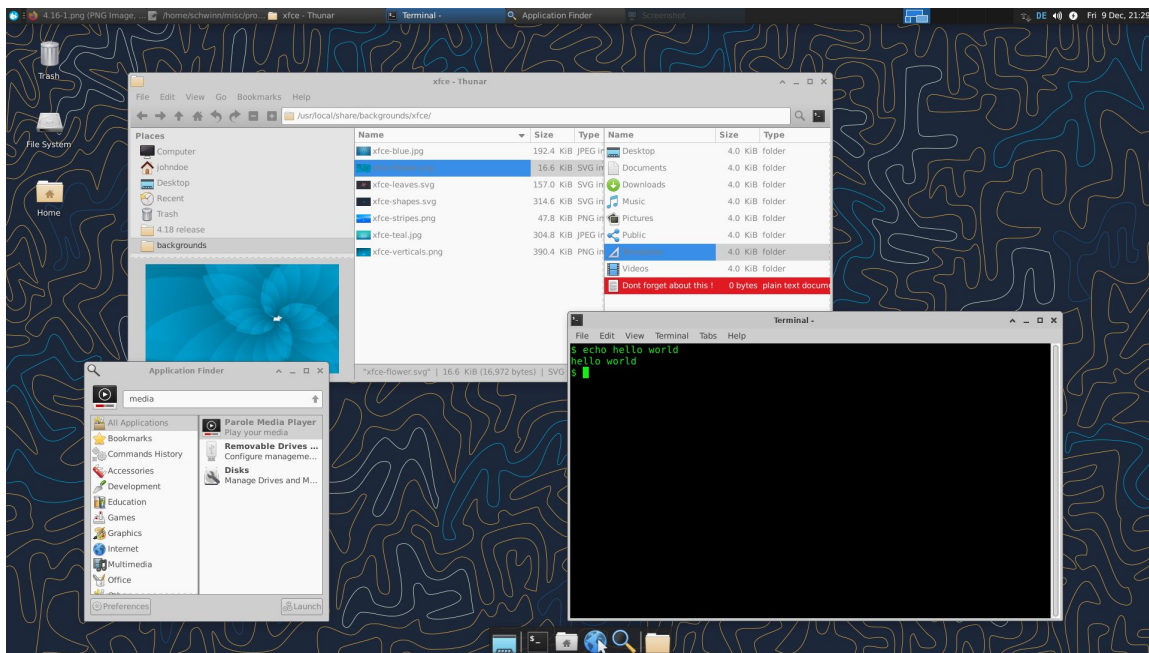 4.16-1.png (PNG Image, ... /home/schwinn/misc/pro... xfce - Thunar Terminal - Application Finder Screenshot DE Fri 9 Dec, 21:29
Trash
File System
Home
xfce - Thunar
File Edit View Go Bookmarks Help
/usr/local/share/backgrounds/xfce/
Places
Computer
johndoe
Desktop
Recent
Trash
4.18 release
backgrounds
Name Size Type
xfce-blue.jpg 192.4 KiB JPEG im
16.6 KiB SVG im
xfce-leaves.svg 157.0 KiB SVG im
xfce-shapes.svg 314.6 KiB SVG im
xfce-stripes.png 47.8 KiB PNG im
xfce-teal.jpg 304.8 KiB JPEG im
xfce-verticals.png 390.4 KiB PNG im
Name Size Type
Desktop 4.0 KiB folder
Documents 4.0 KiB folder
Downloads 4.0 KiB folder
Music 4.0 KiB folder
Pictures 4.0 KiB folder
Public 4.0 KiB folder
4.0 KiB folder
Videos 4.0 KiB folder
Dont forget about this ! 0 bytes plain text docume
"xfce-flower.svg" | 16.6 KiB (16,972 bytes) | SVG
Application Finder
media
All Applications
Bookmarks
Commands History
Accessories
Development
Education
Games
Graphics
Internet
Multimedia
Office
Parole Media Player
Play your media
Removable Drives ...
Configure manageme...
Disks
Manage Drives and M...
Preferences Launch
Terminal -
File Edit View Terminal Tabs Help
$ echo hello world
hello world
$